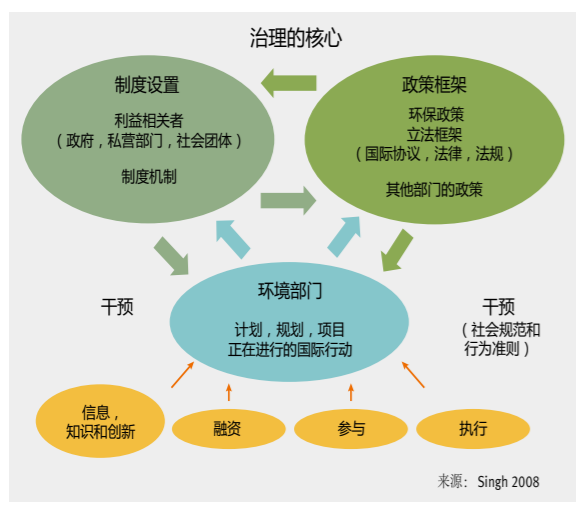 治理的核心
制度设置
利益相关者
（政府，私营部门，社会团体）
制度机制
政策框架
环保政策
立法框架
（国际协议，法律，法规）
其他部门的政策
干预
环境部门
计划，规划，项目
正在进行的国际行动
干预
（社会规范和
行为准则）
信息，
知识和创新
融资
参与
执行
来源： Singh 2008